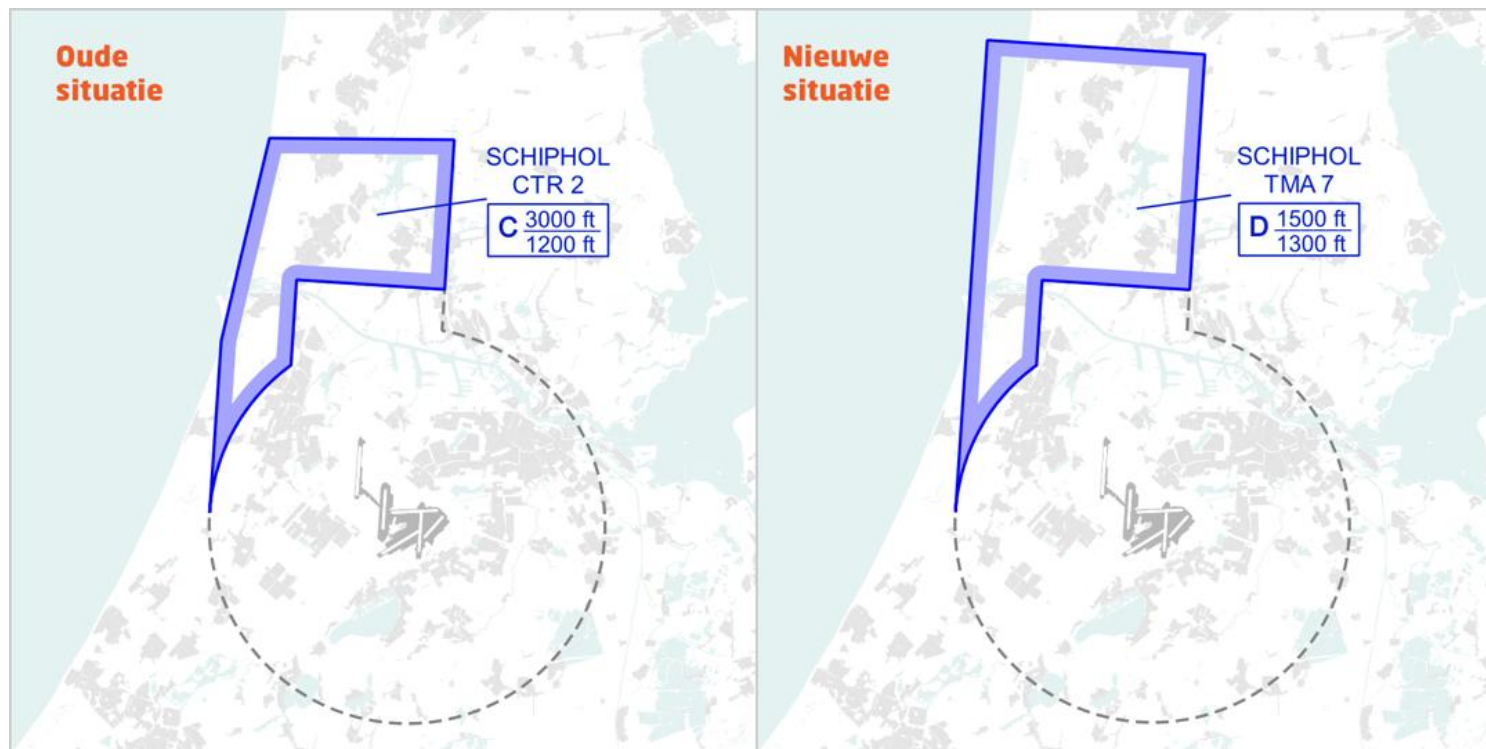 Oude
situatie
SCHIPHOL
CTR 2
C 3000 ft
1200 ft
Nieuwe
situatie
SCHIPHOL
TMA 7
D 1500 ft
1300 ft